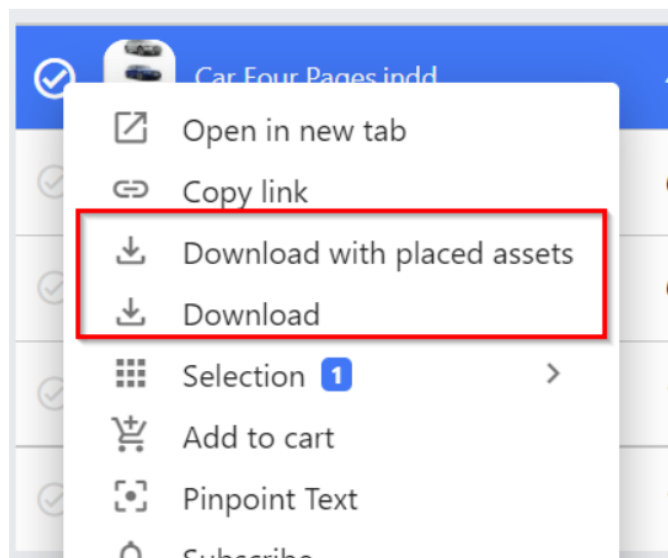 Car Four Pages.indd
Open in new tab
Copy link
Download with placed assets
Download
Selection 1
Add to cart
Pinpoint Text
Subscribe